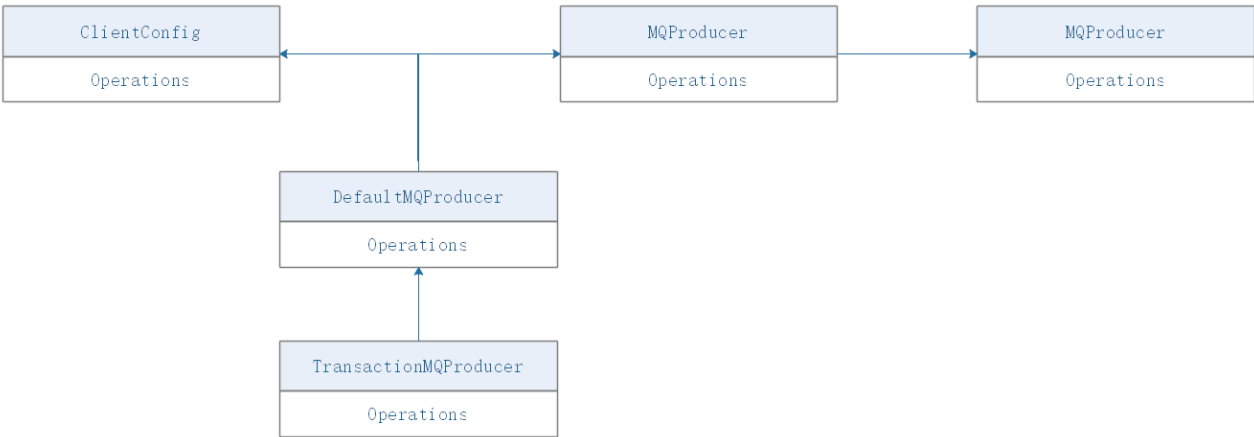 ClientConfig
Operations
MQProducer
Operations
MQProducer
Operations
DefaultMQProducer
Operations
TransactionMQProducer
Operations